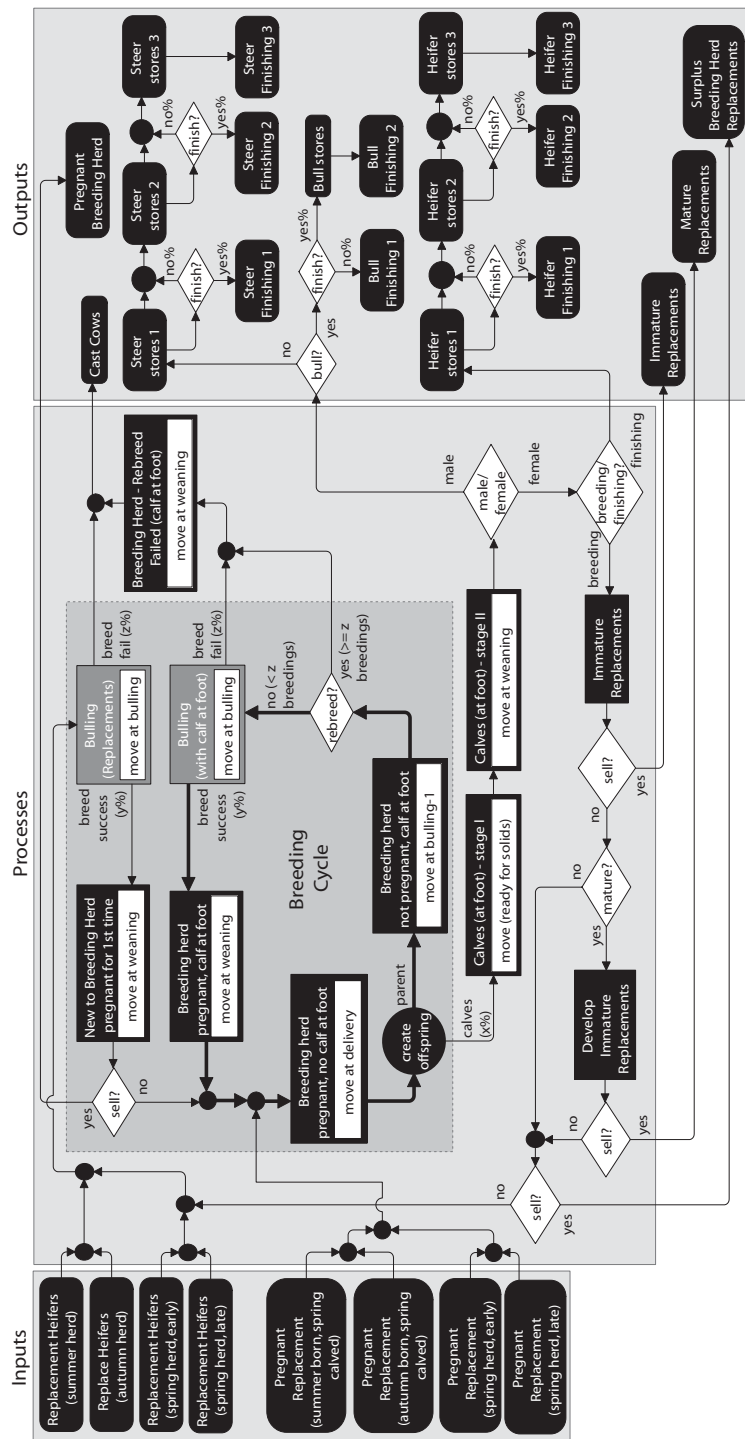 Inputs
Processes
Outputs
Replacement Heifers
(summer herd)
Replace Heifers
(autumn herd)
Replacement Heifers
(spring herd, early)
Replacement Heifers
(spring herd, late)
Pregnant
Replacement
(summer born, spring
calved)
Pregnant
Replacement
(autumn born, spring
calved)
Pregnant
Replacement
(spring herd, early)
Pregnant
Replacement
(spring herd, late)
yes
sell?
no
New to Breeding Herd
pregnant for 1st time
move at weaning
breed
success
(y%)
Bulling
(Replacements)
move at bulling
breed
fail (z%)
Breeding herd
pregnant, calf at foot
move at weaning
breed
success
(y%)
Bulling
(with calf at foot)
move at bulling
breed
fail (z%)
Breeding Herd - Rebreed
Failed (calf at foot)
move at weaning
Breeding
Cycle
no (< z
breedings)
rebreed?
yes (>= z
breedings)
Breeding herd
pregnant, no calf at foot
move at delivery
create
offspring
parent
calves
(x%)
Breeding herd
not pregnant, calf at foot
move at bulling-1
Calves (at foot) - stage I
move (ready for solids)
Calves (at foot) - stage II
move at weaning
male/
female
male
female
breeding/
finishing?
breeding
finishing
Immature
Replacements
sell?
no
yes
mature?
no
yes
Develop
Immature
Replacements
sell?
no
yes
sell?
no
yes
Cast Cows
Pregnant
Breeding Herd
Steer
stores 1
finish?
no%
yes%
Steer
Finishing 1
Steer
stores 2
finish?
no%
yes%
Steer
Finishing 2
Steer
stores 3
Steer
Finishing 3
bull?
no
yes
finish?
yes%
no%
Bull stores
Bull
Finishing 1
Bull
Finishing 2
Heifer
stores 1
finish?
no%
yes%
Heifer
Finishing 1
Heifer
stores 2
finish?
no%
yes%
Heifer
Finishing 2
Heifer
stores 3
Heifer
Finishing 3
Immature
Replacements
Mature
Replacements
Surplus
Breeding Herd
Replacements